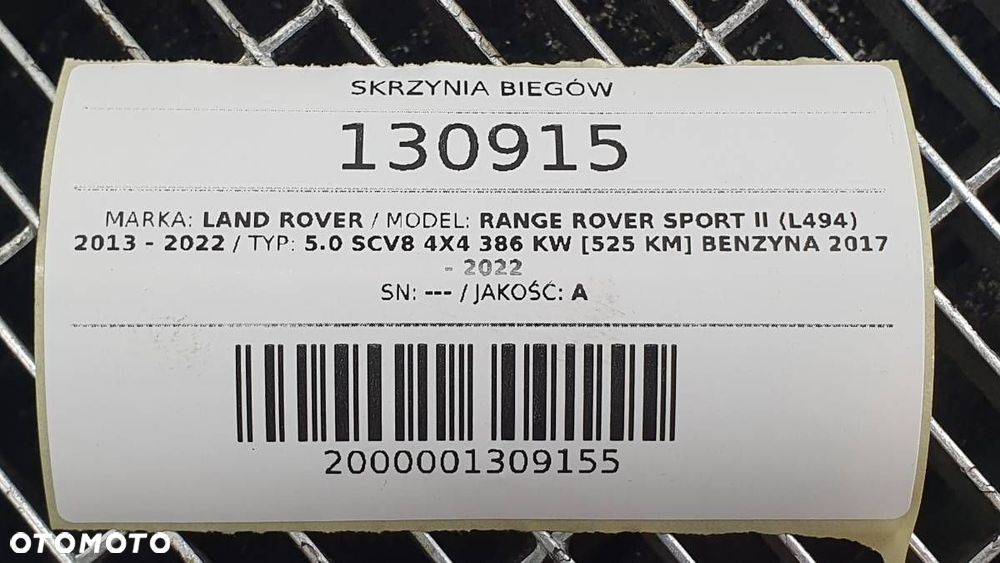 SKRZYNIA BIEGÓW
130915
MARKA: LAND ROVER / MODEL: RANGE ROVER SPORT II (L494)
2013 - 2022 / TYP: 5.0 SCV8 4X4 386 KW [525 KM] BENZYNA 2017
- 2022
SN: --- / JAKOŚĆ: A
2000001309155
OTOMOTO